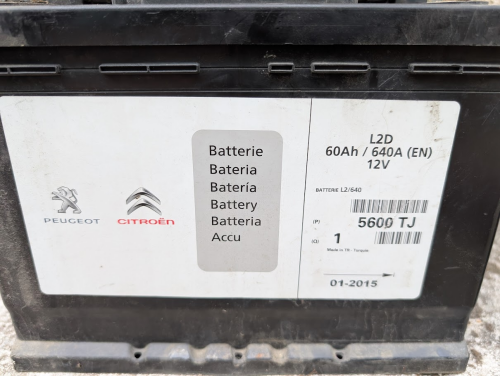 PEUGEOT
CITROËN
Batterie
Bateria
Batería
Battery
Batteria
Accu
L2D
60Ah / 640A (EN)
12V
BATTERIE L2/640
(P) 5600 TJ
(C) 1
Made in TR - Turquie
01-2015